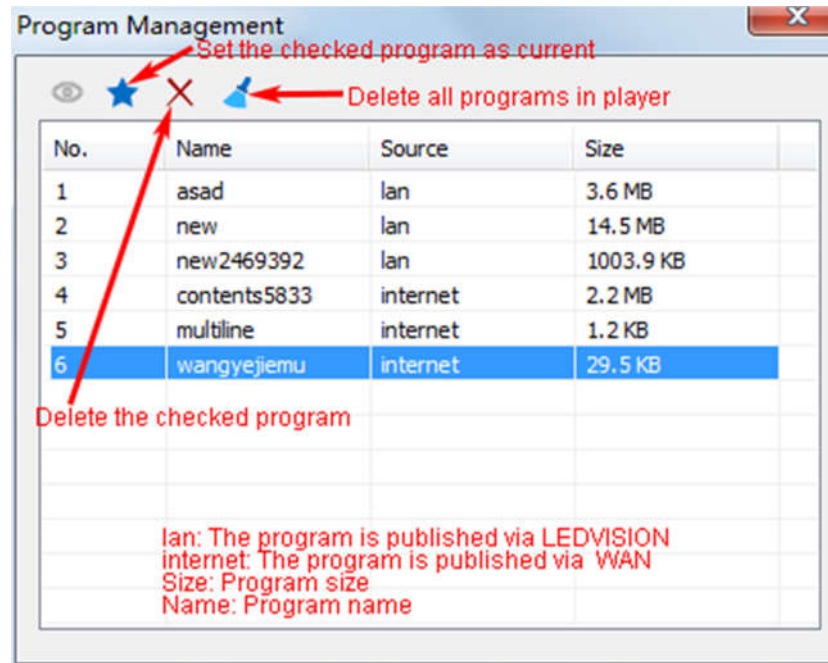 Program Management
Set the checked program as current
Delete all programs in player
No. Name Source Size
1 asad lan 3.6 MB
2 new lan 14.5 MB
3 new2469392 lan 1003.9 KB
4 contents5833 internet 2.2 MB
5 multiline internet 1.2 KB
6 wangyejiemu internet 29.5 KB
Delete the checked program
lan: The program is published via LEDVISION
internet: The program is published via WAN
Size: Program size
Name: Program name